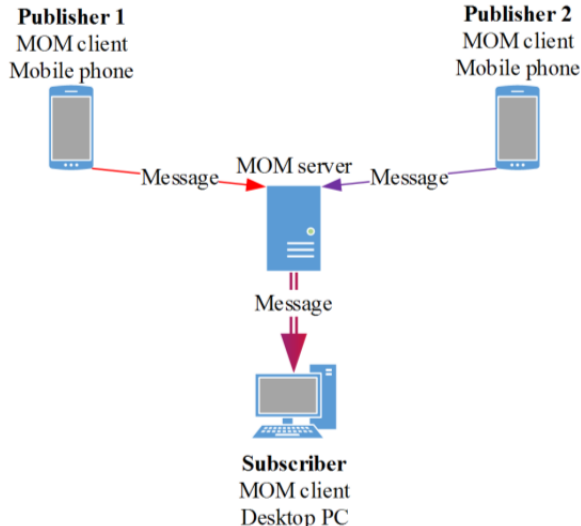 Publisher 1
MOM client
Mobile phone
Publisher 2
MOM client
Mobile phone
MOM server
Message
Message
Message
Subscriber
MOM client
Desktop PC